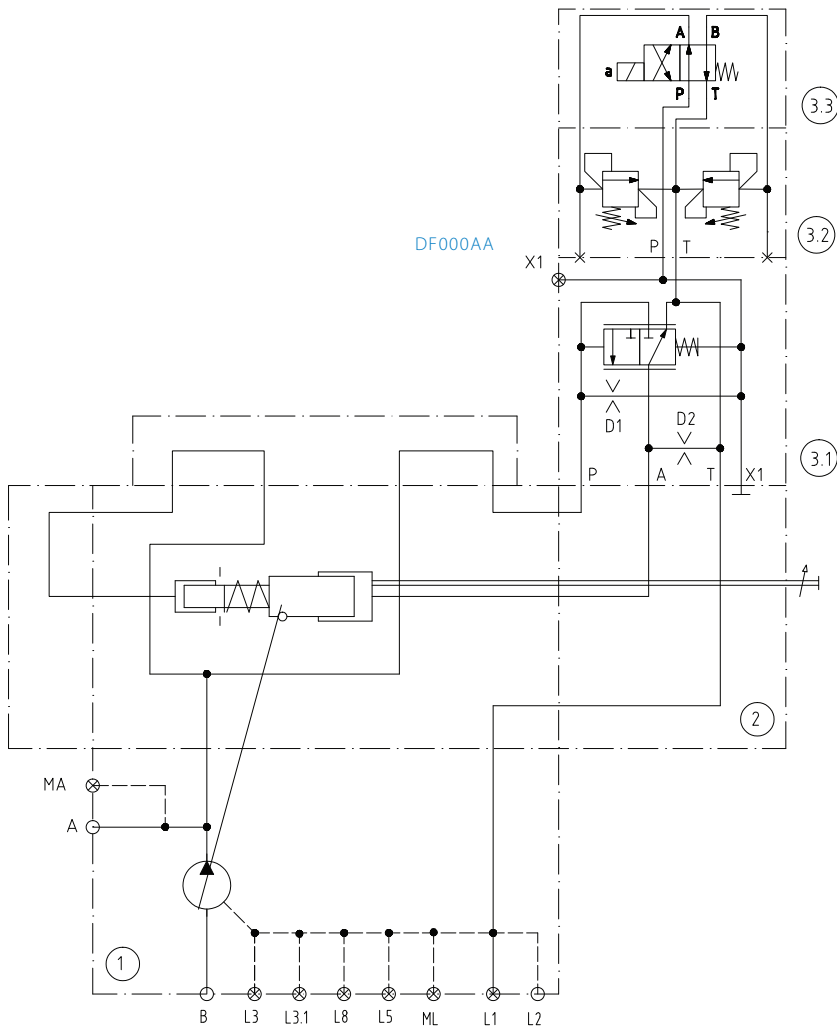 A B
a
P T
3.3
3.2
DF000AA
P T
X1
D1
D2
3.1
P A T X1
2
MA
A
1
B L3 L3.1 L8 L5 ML L1 L2